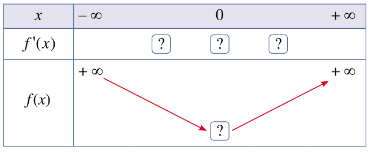 x − ∞ 0 + ∞
f'(x) ? ? ?
+ ∞ + ∞
f(x)
?